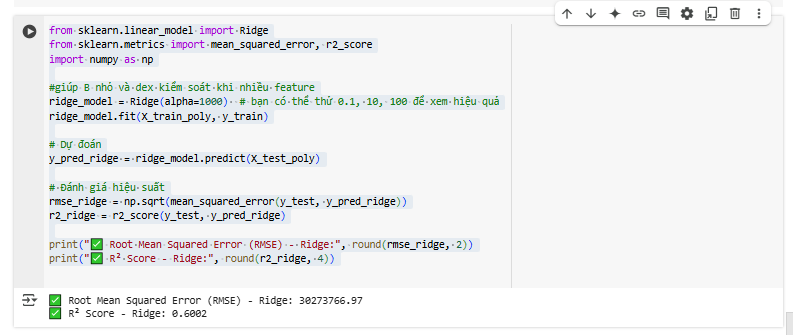 from sklearn.linear_model import Ridge
from sklearn.metrics import mean_squared_error, r2_score
import numpy as np
#giúp B nhỏ và dex kiểm soát khi nhiều feature
ridge_model = Ridge(alpha=1000)  # bạn có thể thử 0.1, 10, 100 để xem hiệu quả
ridge_model.fit(X_train_poly, y_train)
# Dự đoán
y_pred_ridge = ridge_model.predict(X_test_poly)
# Đánh giá hiệu suất
rmse_ridge = np.sqrt(mean_squared_error(y_test, y_pred_ridge))
r2_ridge = r2_score(y_test, y_pred_ridge)
print("✅ Root Mean Squared Error (RMSE) - Ridge:", round(rmse_ridge, 2))
print("✅ R² Score - Ridge:", round(r2_ridge, 4))
✅ Root Mean Squared Error (RMSE) - Ridge: 30273766.97
✅ R² Score - Ridge: 0.6002